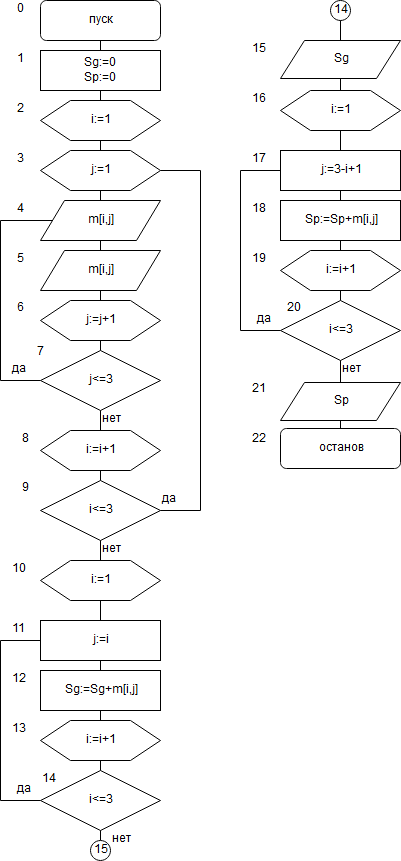 0
пуск
1
Sg:=0
Sp:=0
2
i:=1
3
j:=1
4
m[i,j]
5
m[i,j]
6
j:=j+1
7
да
j<=3
нет
8
i:=i+1
9
да
i<=3
нет
10
i:=1
11
j:=i
12
Sg:=Sg+m[i,j]
13
i:=i+1
14
да
i<=3
нет
15
14
15
Sg
16
i:=1
17
j:=3-i+1
18
Sp:=Sp+m[i,j]
19
i:=i+1
20
да
i<=3
нет
21
Sp
22
останов